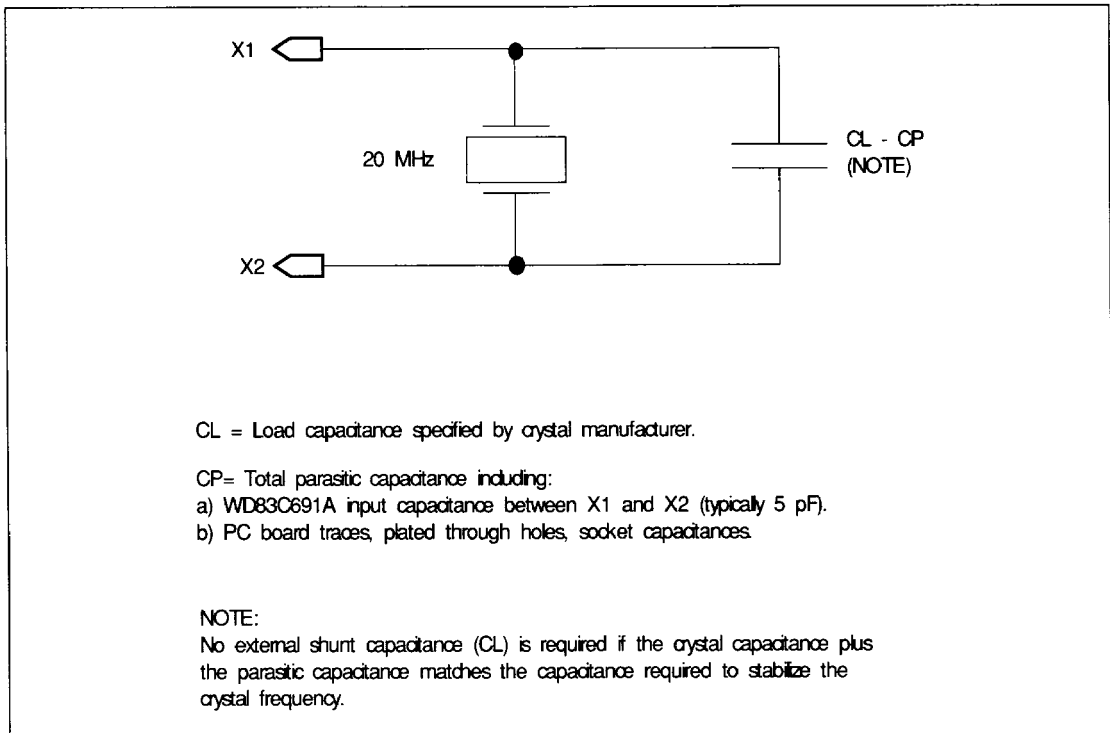 X1
20 MHz
CL - CP
(NOTE)
X2
CL = Load capacitance specified by crystal manufacturer.
CP= Total parasitic capacitance including:
a) WD83C691A input capacitance between X1 and X2 (typically 5 pF).
b) PC board traces, plated through holes, socket capacitances.
NOTE:
No external shunt capacitance (CL) is required if the crystal capacitance plus
the parasitic capacitance matches the capacitance required to stabilize the
crystal frequency.